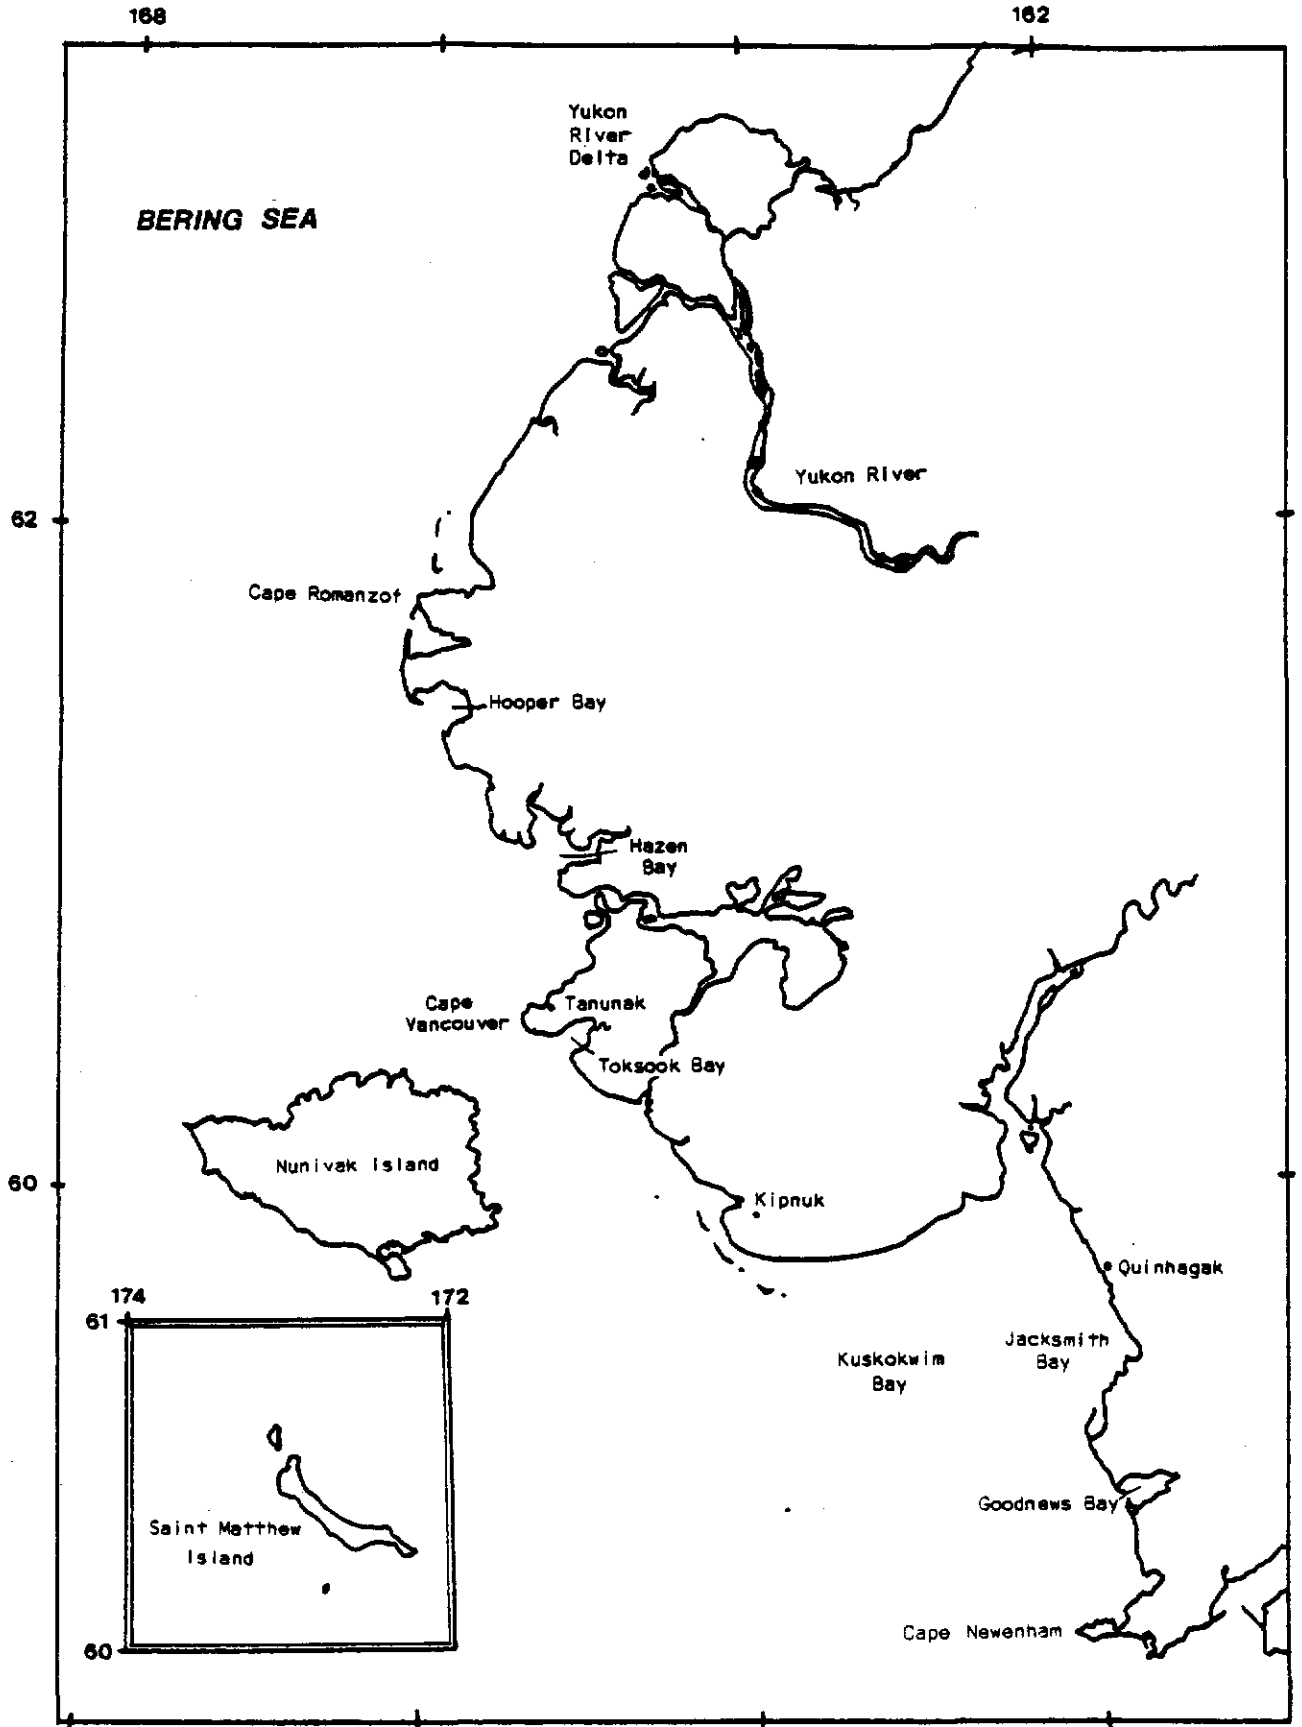 168
162
Yukon
River
Delta
BERING SEA
Yukon River
62
Cape Romanzof
Hooper Bay
Hazen
Bay
Cape
Vancouver
Tanunak
Toksook Bay
Nunivak Island
60
Kipnuk
Quinhagak
174
172
61
Jacksmith
Bay
Kuskokwim
Bay
Goodnews Bay
Saint Matthew
Island
Cape Newenham
60